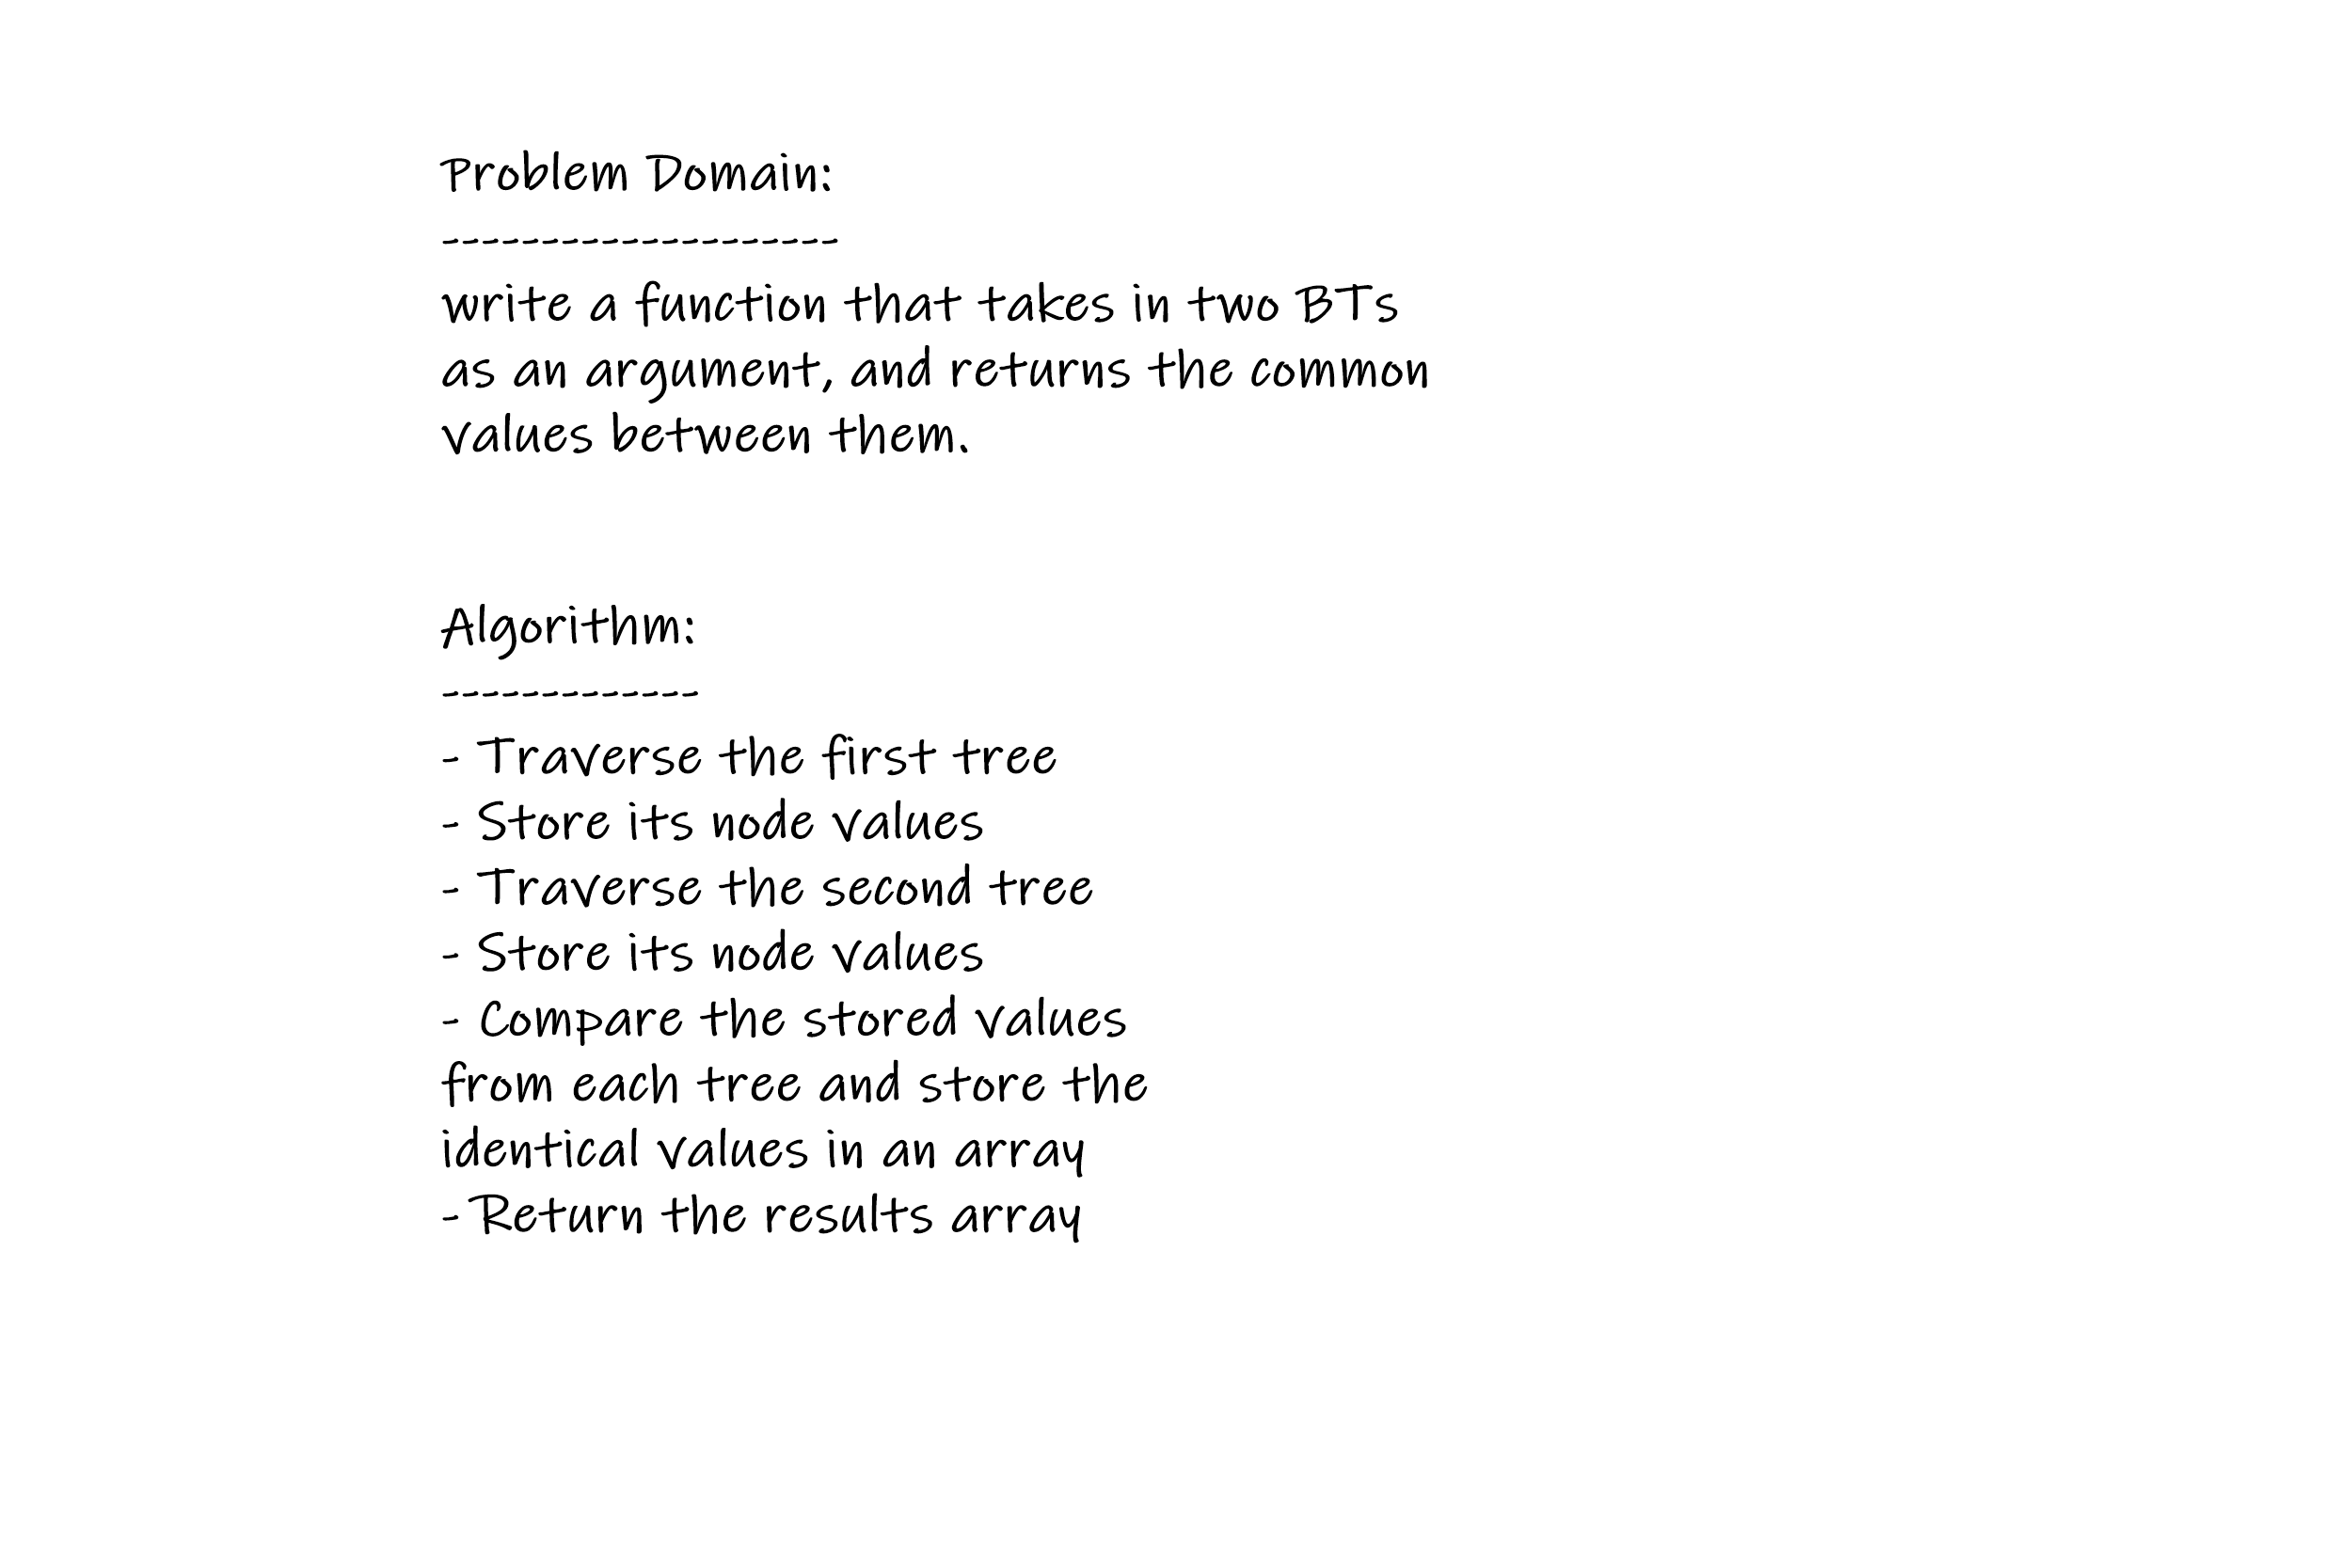 Problem Domain:
--------------------
write a function that takes in two BTs
as an argument, and returns the common
values between them.
Algorithm:
-------------
- Traverse the first tree
- Store its node values
- Traverse the second tree
- Store its node values
- Compare the stored values
from each tree and store the
identical values in an array
- Return the results array